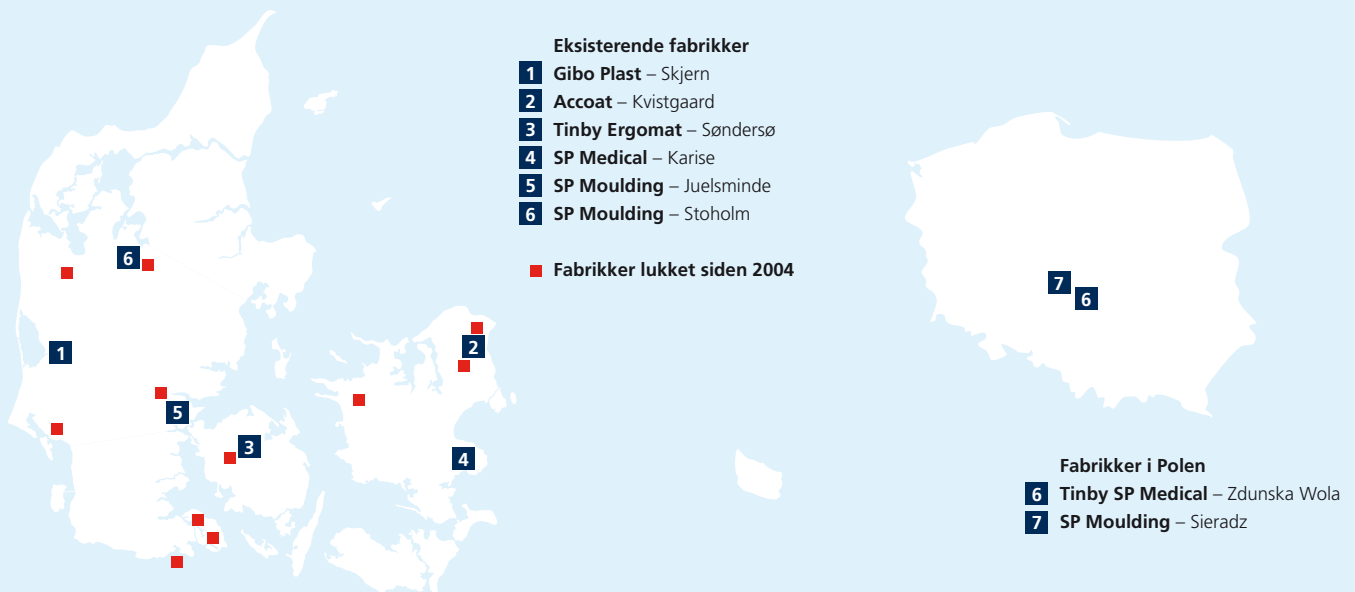 Eksisterende fabrikker
1 Gibo Plast – Skjern
2 Accoat – Kvistgaard
3 Tinby Ergomat – Søndersø
4 SP Medical – Karise
5 SP Moulding – Juelsminde
6 SP Moulding – Stoholm
Fabrikker lukket siden 2004
6
1
2
5
3
4
7
6
Fabrikker i Polen
6 Tinby SP Medical – Zdunska Wola
7 SP Moulding – Sieradz